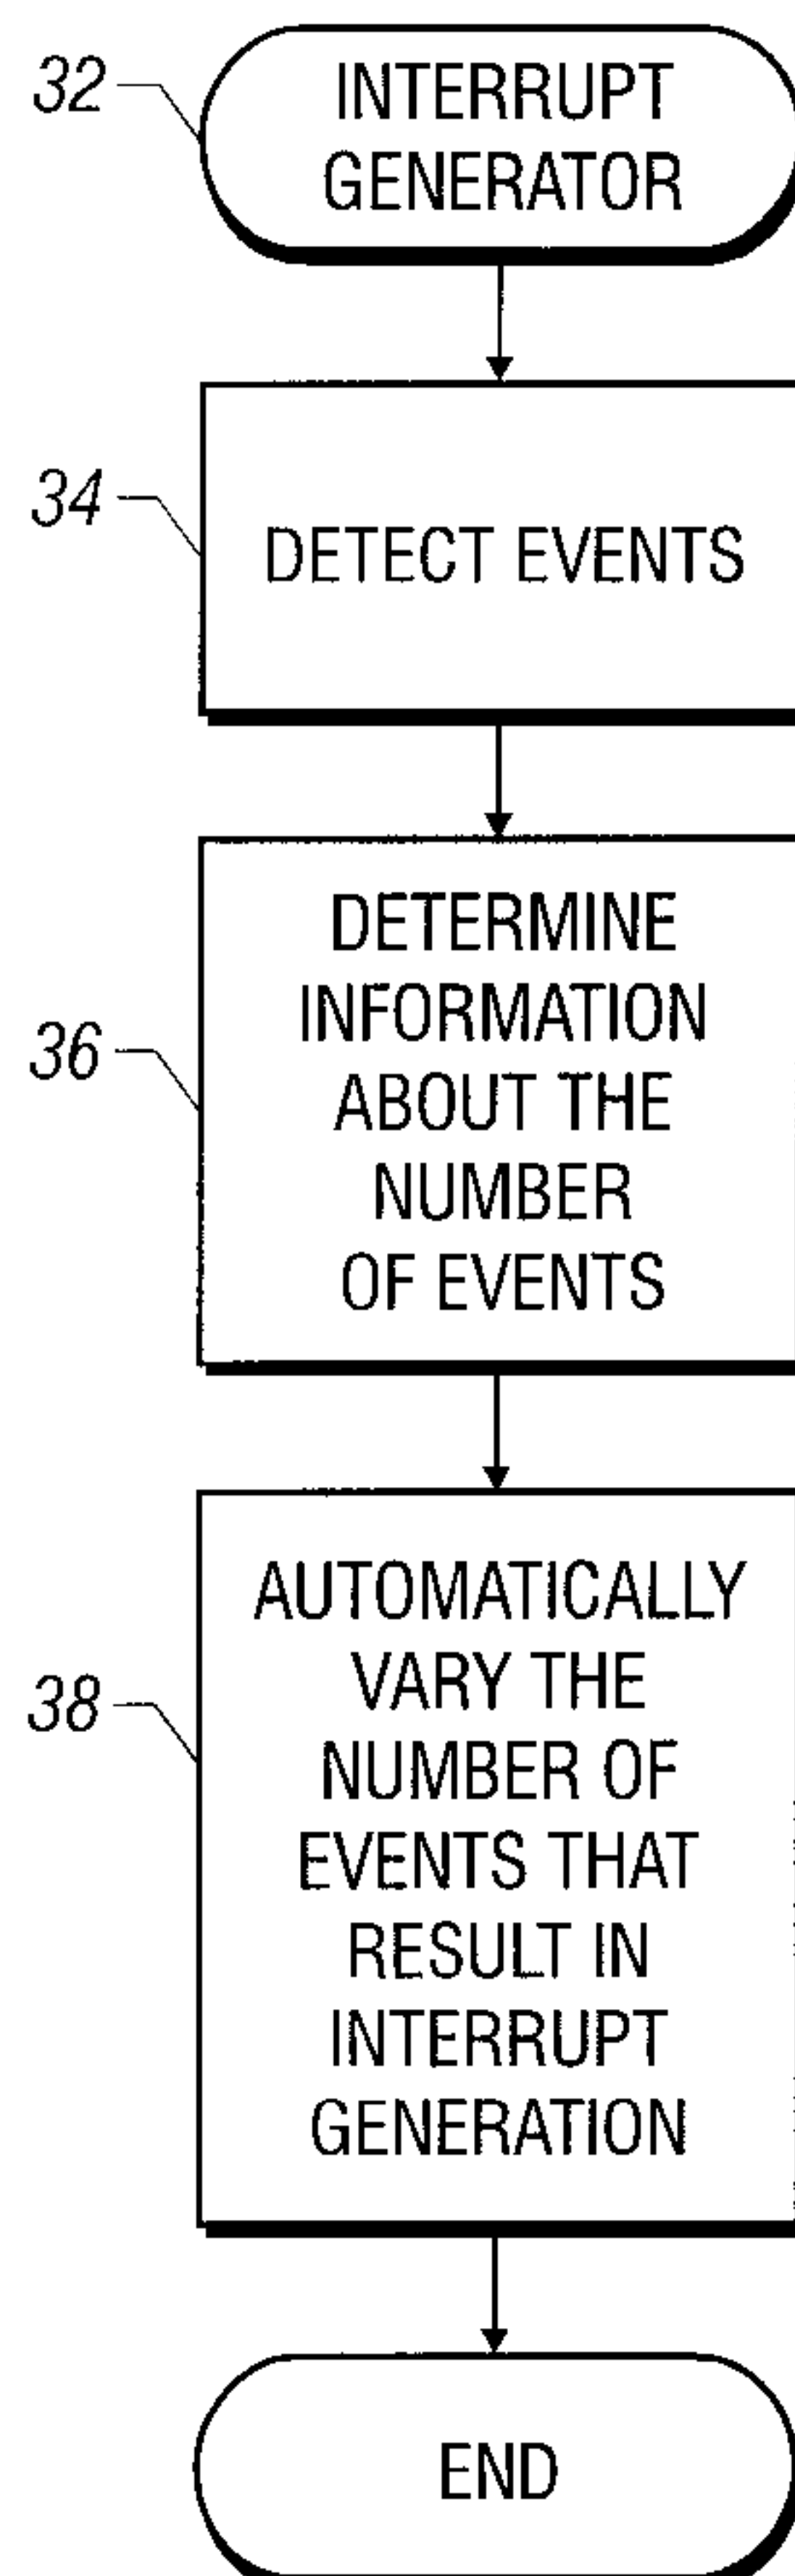 32
INTERRUPT
GENERATOR
34
DETECT EVENTS
36
DETERMINE
INFORMATION
ABOUT THE
NUMBER
OF EVENTS
38
AUTOMATICALLY
VARY THE
NUMBER OF
EVENTS THAT
RESULT IN
INTERRUPT
GENERATION
END